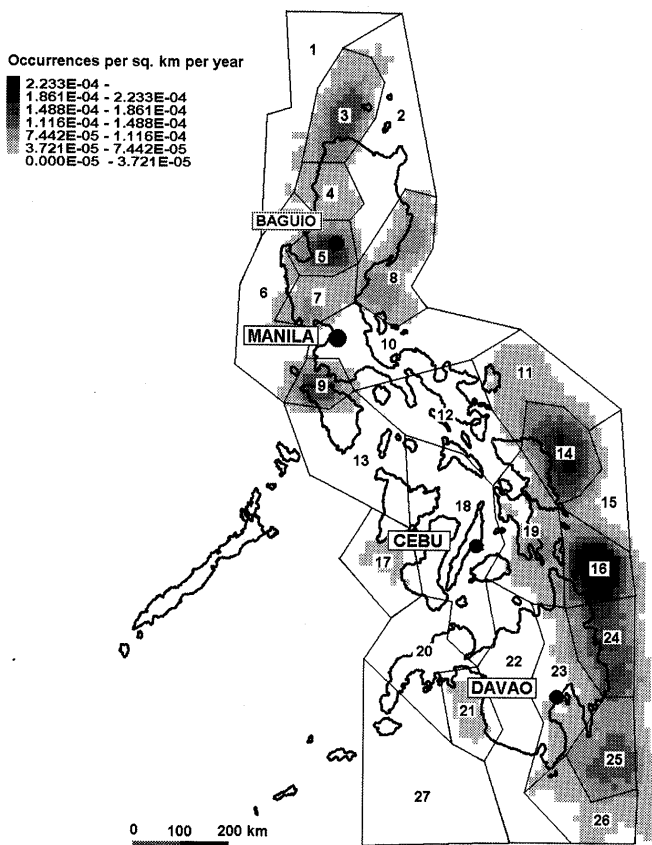 Occurrences per sq. km per year
2.233E-04 -
1.861E-04 - 2.233E-04
1.488E-04 - 1.861E-04
1.116E-04 - 1.488E-04
7.442E-05 - 1.116E-04
3.721E-05 - 7.442E-05
0.000E-05 - 3.721E-05
1
2
3
4
BAGUIO
5
6
7
8
MANILA
10
9
11
12
13
14
15
18
CEBU
19
16
17
24
20
22
23
DAVAO
21
25
27
26
0 100 200 km